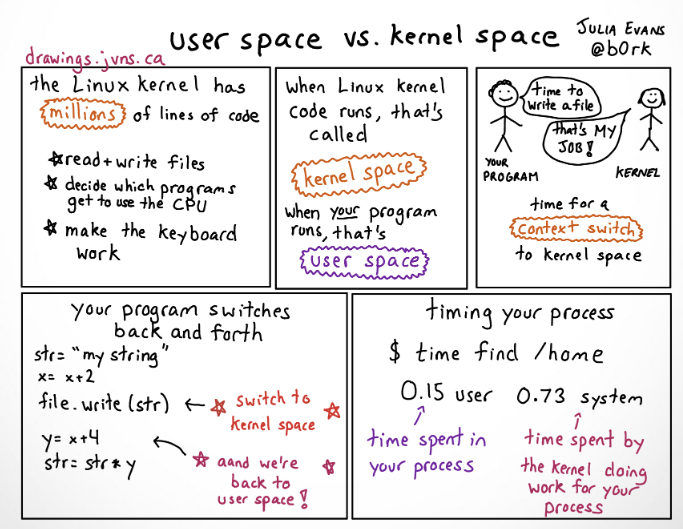 user space vs. kernel space
JULIA EVANS
@b0rk
drawings.jvns.ca
the Linux kernel has
millions of lines of code
★ read + write files
★ decide which programs
get to use the CPU
★ make the keyboard
work
when Linux kernel
code runs, that's
called
kernel space
when your program
runs, that's
user space
time to
write a file
that's MY
JOB!
YOUR
PROGRAM
KERNEL
time for a
context switch
to kernel space
your program switches
back and forth
str= "my string"
x= x+2
file.write(str) ← ★ switch to ★
kernel space
y= x+4
str= str*y
★ aand we're ★
back to
user space!
timing your process
$ time find /home
0.15 user 0.73 system
time spent in
your process
time spent by
the kernel doing
work for your
process